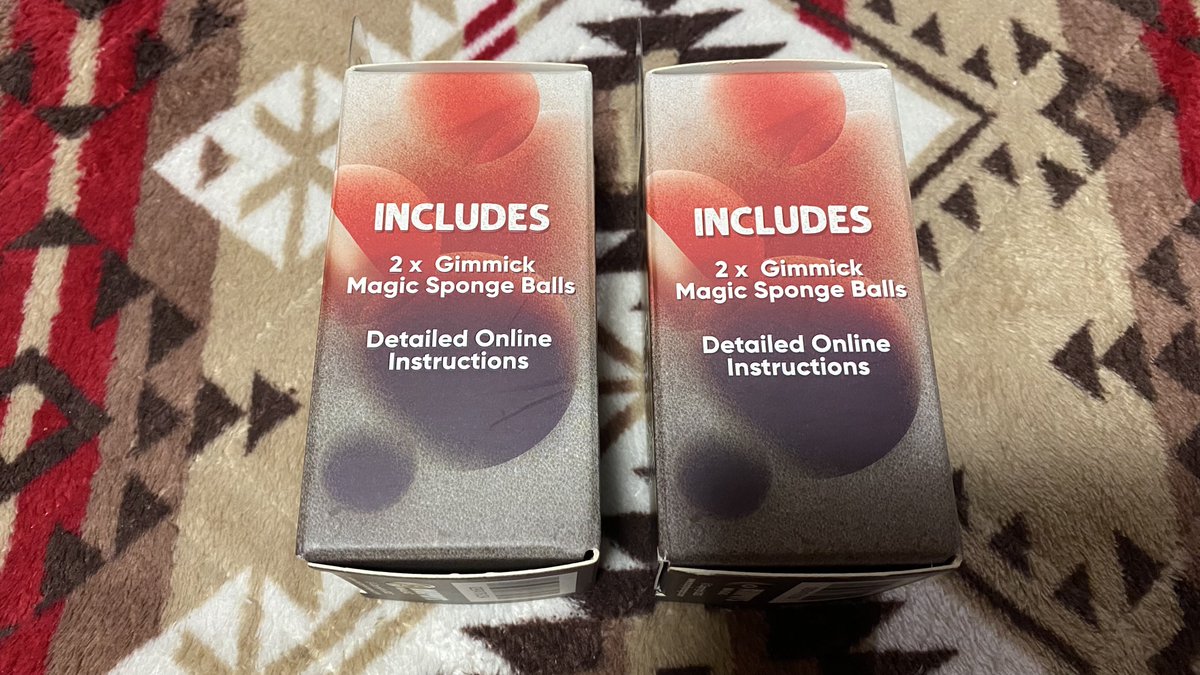 INCLUDES
2 x Gimmick
Magic Sponge Balls
Detailed Online
Instructions
INCLUDES
2 x Gimmick
Magic Sponge Balls
Detailed Online
Instructions